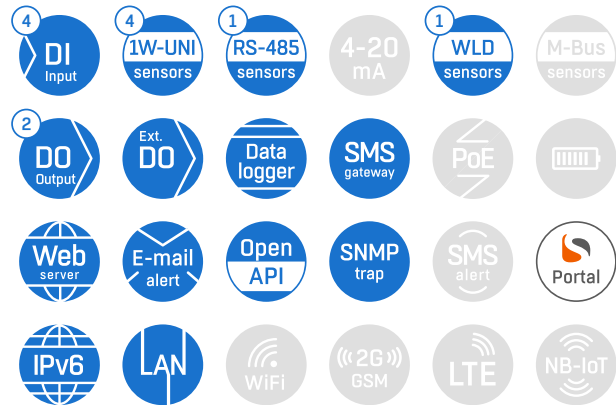 4
DI
Input
4
1W-UNI
sensors
1
RS-485
sensors
4-20
mA
1
WLD
sensors
M-Bus
sensors
2
DO
Output
Ext.
DO
Data
logger
SMS
gateway
PoE
Web
server
E-mail
alert
Open
API
SNMP
trap
SMS
alert
Portal
IPv6
LAN
WiFi
2G
GSM
LTE
NB-IoT